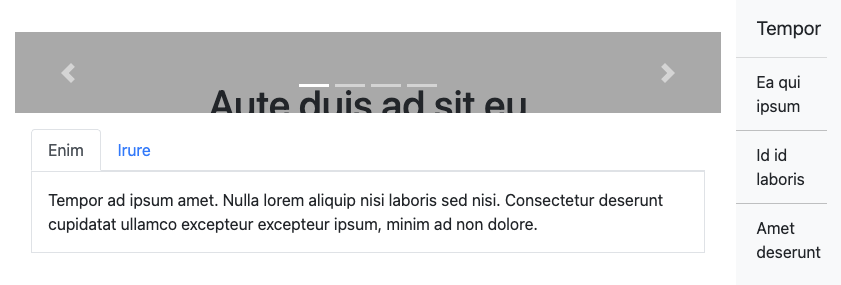 Aute duis ad sit eu
Enim
Irure
Tempor ad ipsum amet. Nulla lorem aliquip nisi laboris sed nisi. Consectetur deserunt
cupidatat ullamco excepteur excepteur ipsum, minim ad non dolore.
Tempor
Ea qui
ipsum
Id id
laboris
Amet
deserunt